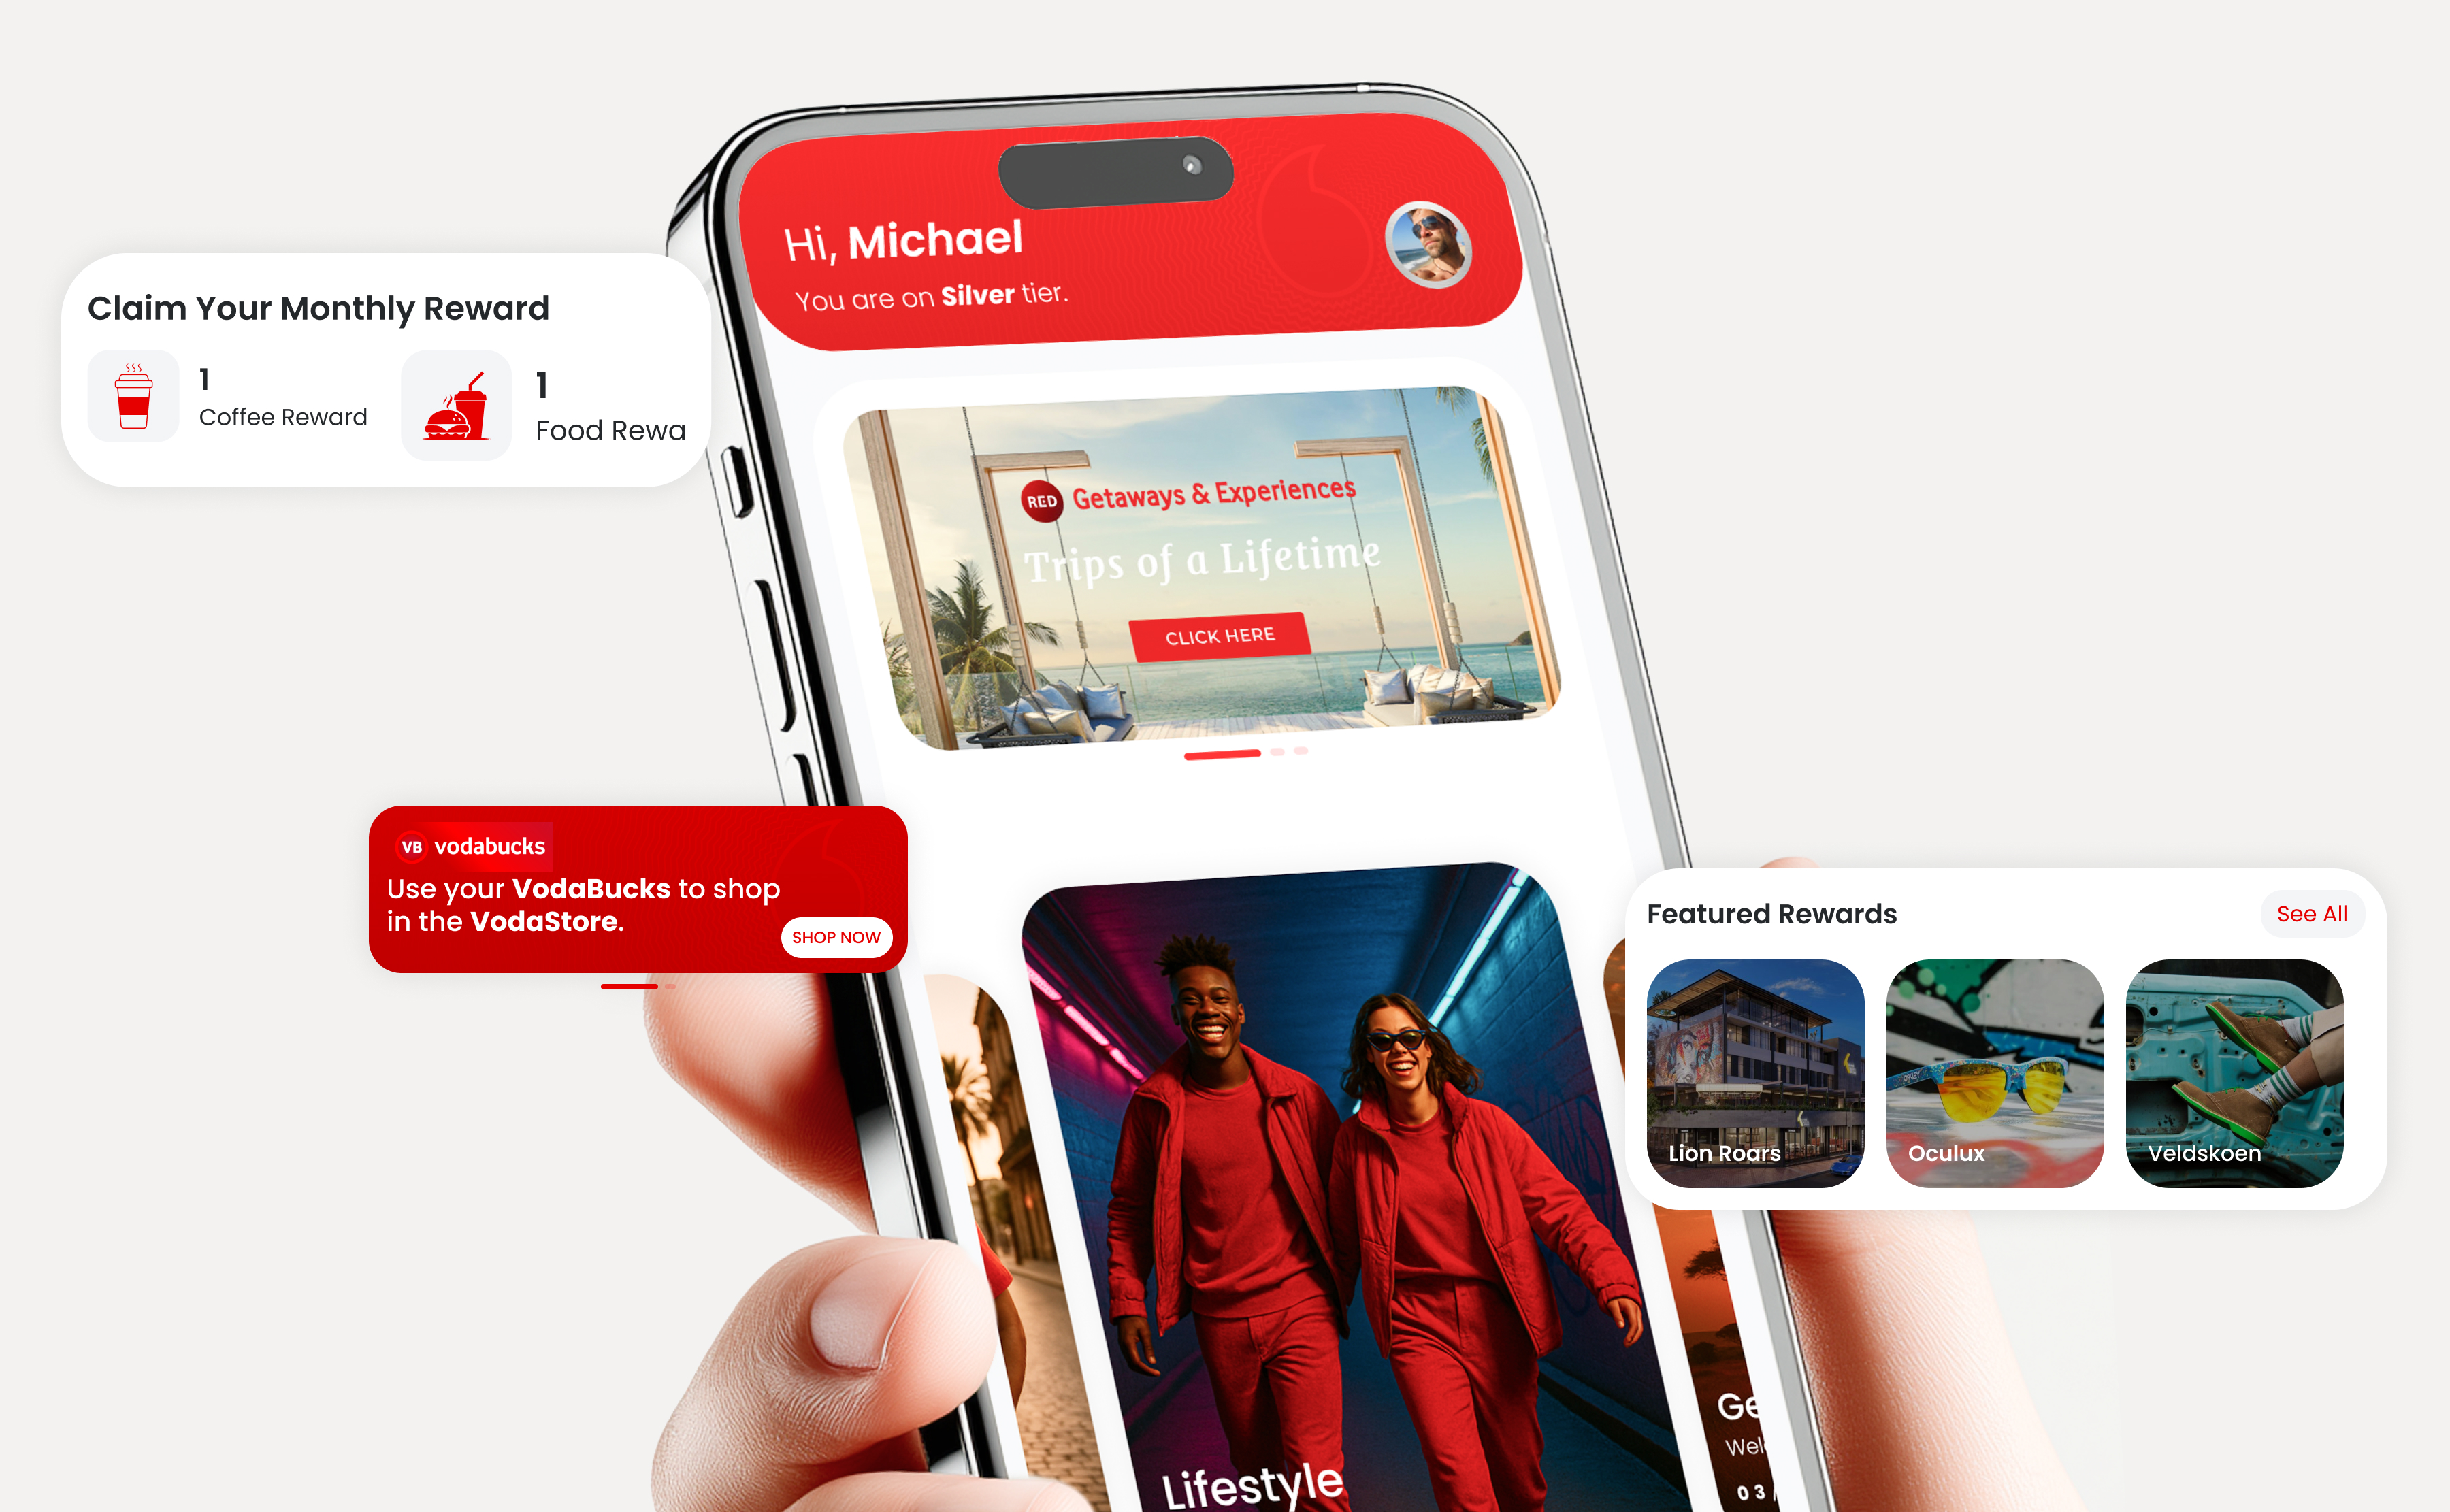 Hi, Michael
You are on Silver tier.
Claim Your Monthly Reward
1
Coffee Reward
1
Food Rewa
RED Getaways & Experiences
Trips of a Lifetime
CLICK HERE
VB vodabucks
Use your VodaBucks to shop
in the VodaStore.
SHOP NOW
Featured Rewards
See All
Lion Roars
Oculux
Veldskoen
Lifestyle
Ge
Wel
03